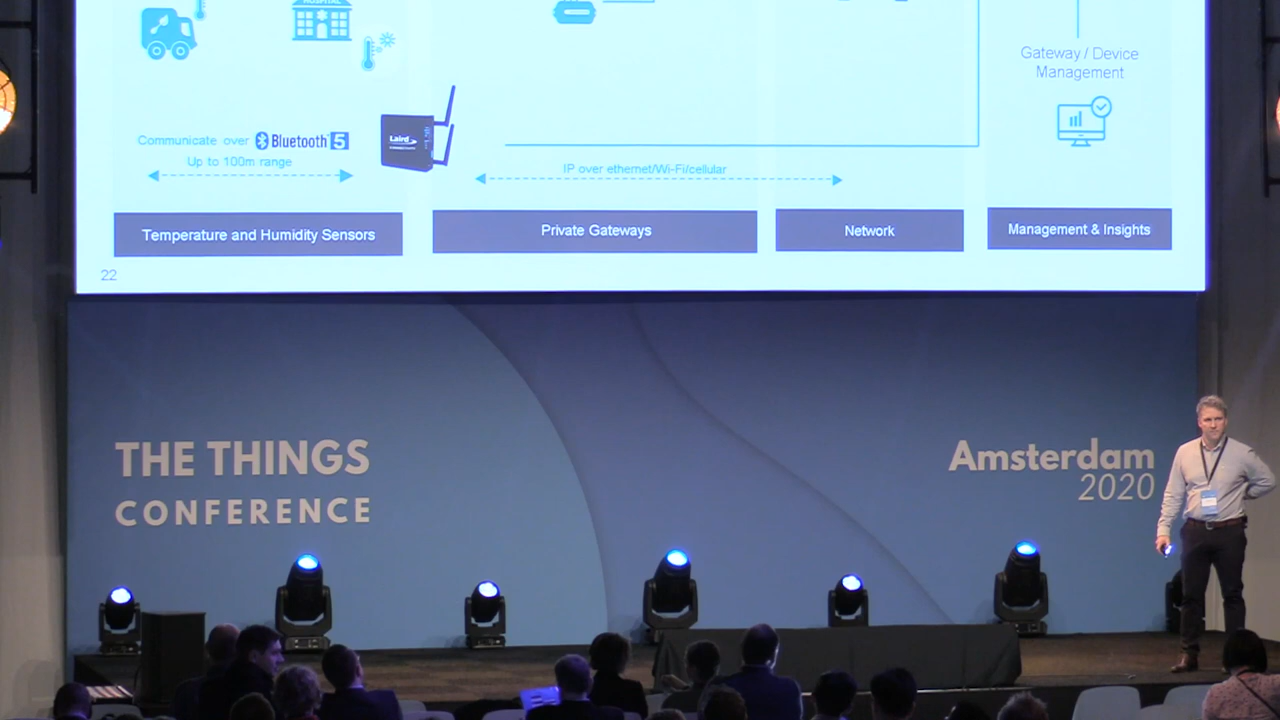 HOSPITAL
Gateway / Device
Management
Communicate over Bluetooth 5
Up to 100m range
Laird
IP over ethernet/Wi-Fi/cellular
Temperature and Humidity Sensors
Private Gateways
Network
Management & Insights
22
THE THINGS
CONFERENCE
Amsterdam
2020